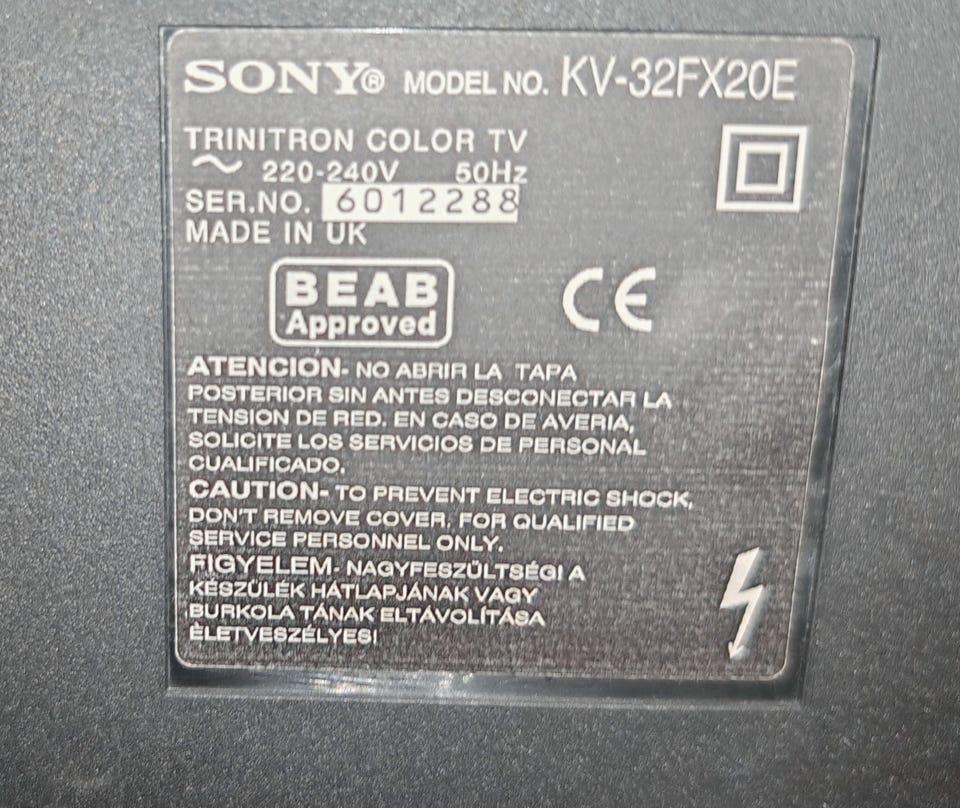 SONY® MODEL NO. KV-32FX20E
TRINITRON COLOR TV
~ 220-240V 50Hz
SER.NO. 6012288
MADE IN UK
BEAB
Approved
CE
ATENCION- NO ABRIR LA TAPA
POSTERIOR SIN ANTES DESCONECTAR LA
TENSION DE RED. EN CASO DE AVERIA,
SOLICITE LOS SERVICIOS DE PERSONAL
CUALIFICADO.
CAUTION- TO PREVENT ELECTRIC SHOCK,
DON'T REMOVE COVER. FOR QUALIFIED
SERVICE PERSONNEL ONLY.
FIGYELEM- NAGYFESZÜLTSÉGI A
KÉSZÜLÉK HÁTLAPJÁNAK VAGY
BURKOLA TÁNAK ELTÁVOLÍTÁSA
ÉLETVESZÉLYESI